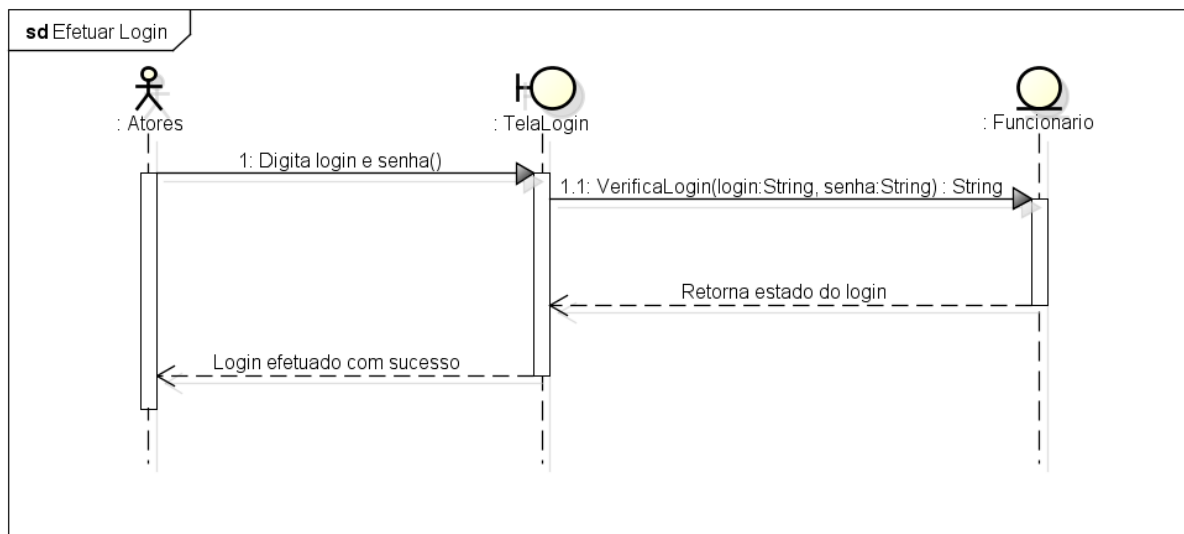 sd Efetuar Login
: Atores
: TelaLogin
: Funcionario
1: Digita login e senha()
1.1: VerificaLogin(login:String, senha:String) : String
Retorna estado do login
Login efetuado com sucesso